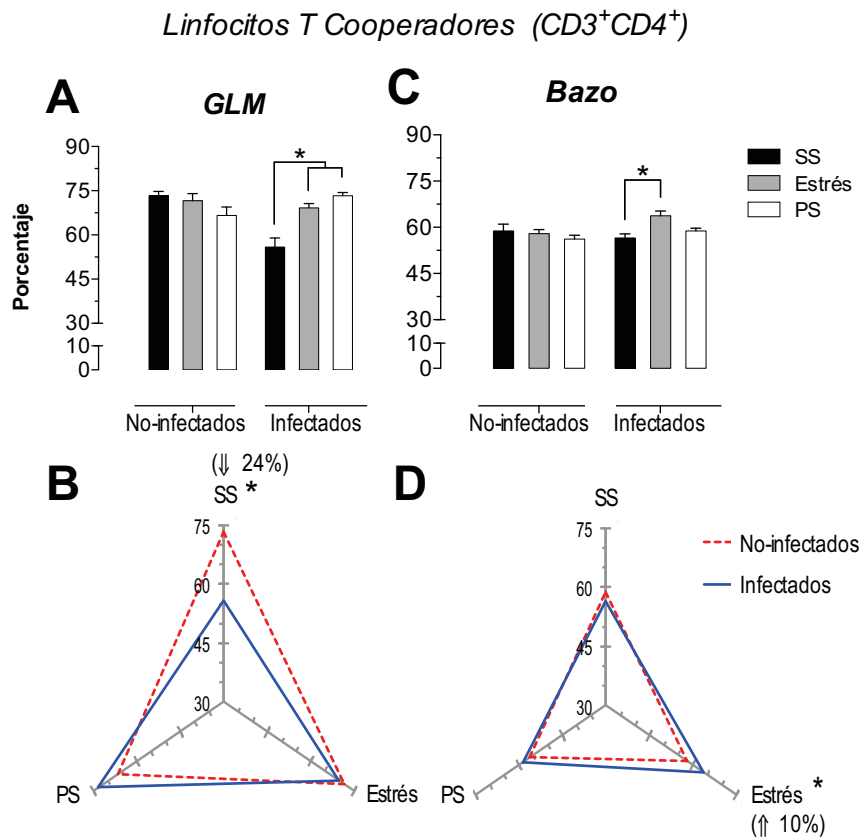 Linfocitos T Cooperadores (CD3⁺CD4⁺)
A
GLM
Porcentaje
90
75
60
45
30
10
0
*
No-infectados
Infectados
C
Bazo
90
75
60
45
30
10
0
*
No-infectados
Infectados
SS
Estrés
PS
B
(⇓ 24%)
SS *
75
60
45
30
PS
Estrés
D
SS
75
60
45
30
PS
Estrés *
(⇑ 10%)
No-infectados
Infectados